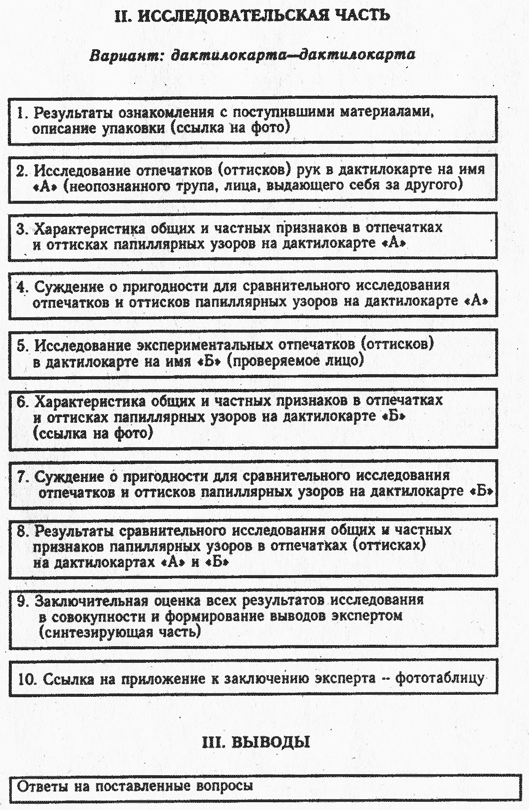 II. ИССЛЕДОВАТЕЛЬСКАЯ ЧАСТЬ
Вариант: дактилокарта—дактилокарта
1. Результаты ознакомления с поступившими материалами,
описание упаковки (ссылка на фото)
2. Исследование отпечатков (оттисков) рук в дактилокарте на имя
«А» (неопознанного трупа, лица, выдающего себя за другого)
3. Характеристика общих и частных признаков в отпечатках
и оттисках папиллярных узоров на дактилокарте «А»
4. Суждение о пригодности для сравнительного исследования
отпечатков и оттисков папиллярных узоров на дактилокарте «А»
5. Исследование экспериментальных отпечатков (оттисков)
в дактилокарте на имя «Б» (проверяемое лицо)
6. Характеристика общих и частных признаков в отпечатках
и оттисках папиллярных узоров на дактилокарте «Б»
(ссылка на фото)
7. Суждение о пригодности для сравнительного исследования
отпечатков и оттисков папиллярных узоров на дактилокарте «Б»
8. Результаты сравнительного исследования общих и частных
признаков папиллярных узоров в отпечатках (оттисках)
на дактилокартах «А» и «Б»
9. Заключительная оценка всех результатов исследования
в совокупности и формирование выводов экспертом
(синтезирующая часть)
10. Ссылка на приложение к заключению эксперта -- фототаблицу
III. ВЫВОДЫ
Ответы на поставленные вопросы